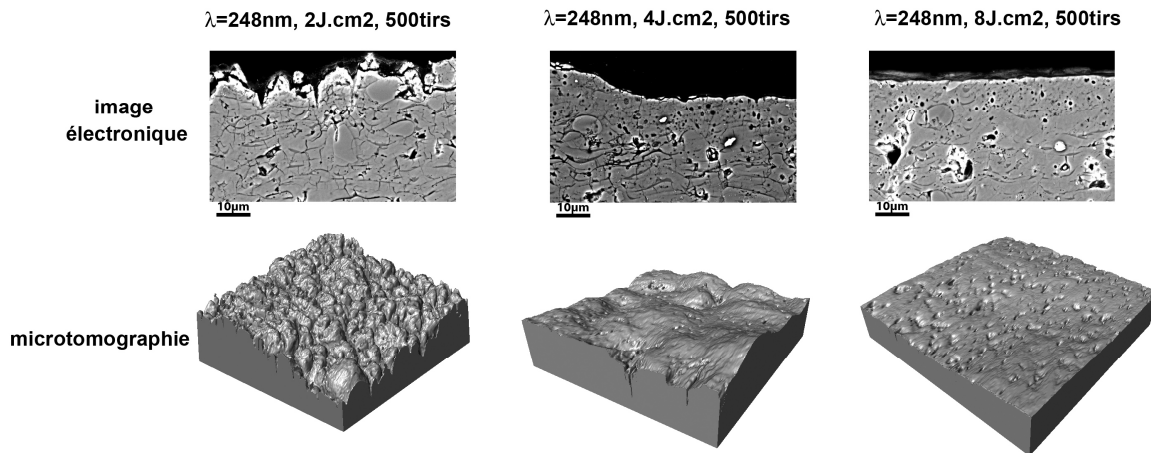 λ=248nm, 2J.cm2, 500tirs
λ=248nm, 4J.cm2, 500tirs
λ=248nm, 8J.cm2, 500tirs
image
électronique
10µm
10µm
10µm
microtomographie